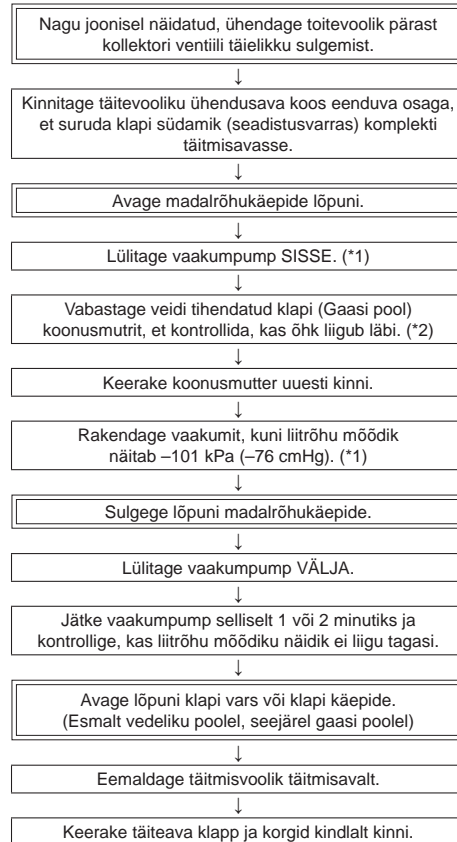 Nagu joonisel näidatud, ühendage toitevoolik pärast
kollektori ventiili täielikku sulgemist.
↓
Kinnitage täitevooliku ühendusava koos eenduva osaga,
et suruda klapi südamik (seadistusvarras) komplekti
täitmisavasse.
↓
Avage madalrõhukäepide lõpuni.
↓
Lülitage vaakumpump SISSE. (*1)
↓
Vabastage veidi tihendatud klapi (Gaasi pool)
koonusmutrit, et kontrollida, kas õhk liigub läbi. (*2)
↓
Keerake koonusmutter uuesti kinni.
↓
Rakendage vaakumit, kuni liitrõhu mõõdik
näitab –101 kPa (–76 cmHg). (*1)
↓
Sulgege lõpuni madalrõhukäepide.
↓
Lülitage vaakumpump VÄLJA.
↓
Jätke vaakumpump selliselt 1 või 2 minutiks ja
kontrollige, kas liitrõhu mõõdiku näidik ei liigu tagasi.
↓
Avage lõpuni klapi vars või klapi käepide.
(Esmalt vedeliku poolel, seejärel gaasi poolel)
↓
Eemaldage täitmisvoolik täitmisavalt.
↓
Keerake täiteava klapp ja korgid kindlalt kinni.